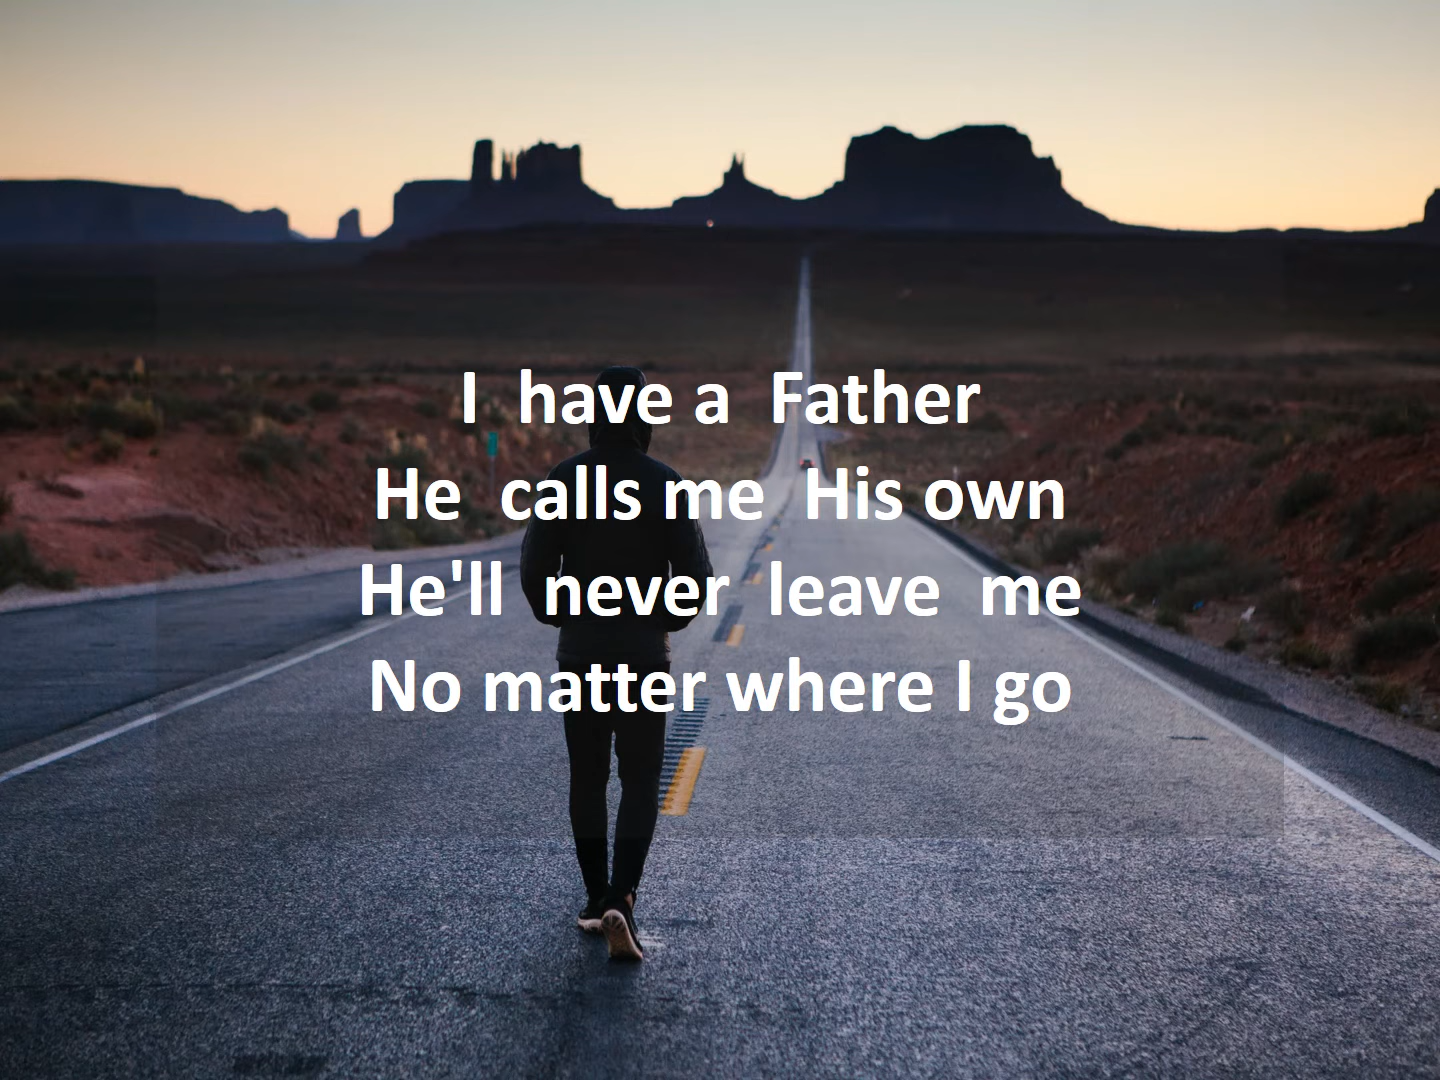 I have a Father
He calls me His own
He'll never leave me
No matter where I go